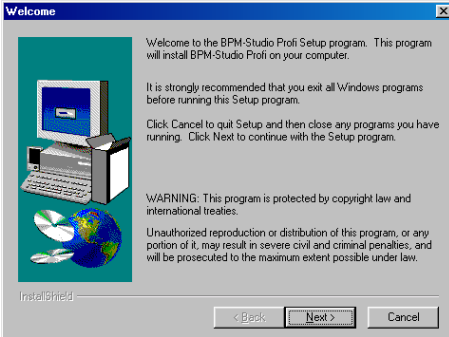 Welcome
Welcome to the BPM-Studio Profi Setup program. This program
will install BPM-Studio Profi on your computer.
It is strongly recommended that you exit all Windows programs
before running this Setup program.
Click Cancel to quit Setup and then close any programs you have
running. Click Next to continue with the Setup program.
WARNING: This program is protected by copyright law and
international treaties.
Unauthorized reproduction or distribution of this program, or any
portion of it, may result in severe civil and criminal penalties, and
will be prosecuted to the maximum extent possible under law.
InstallShield
< Back Next > Cancel